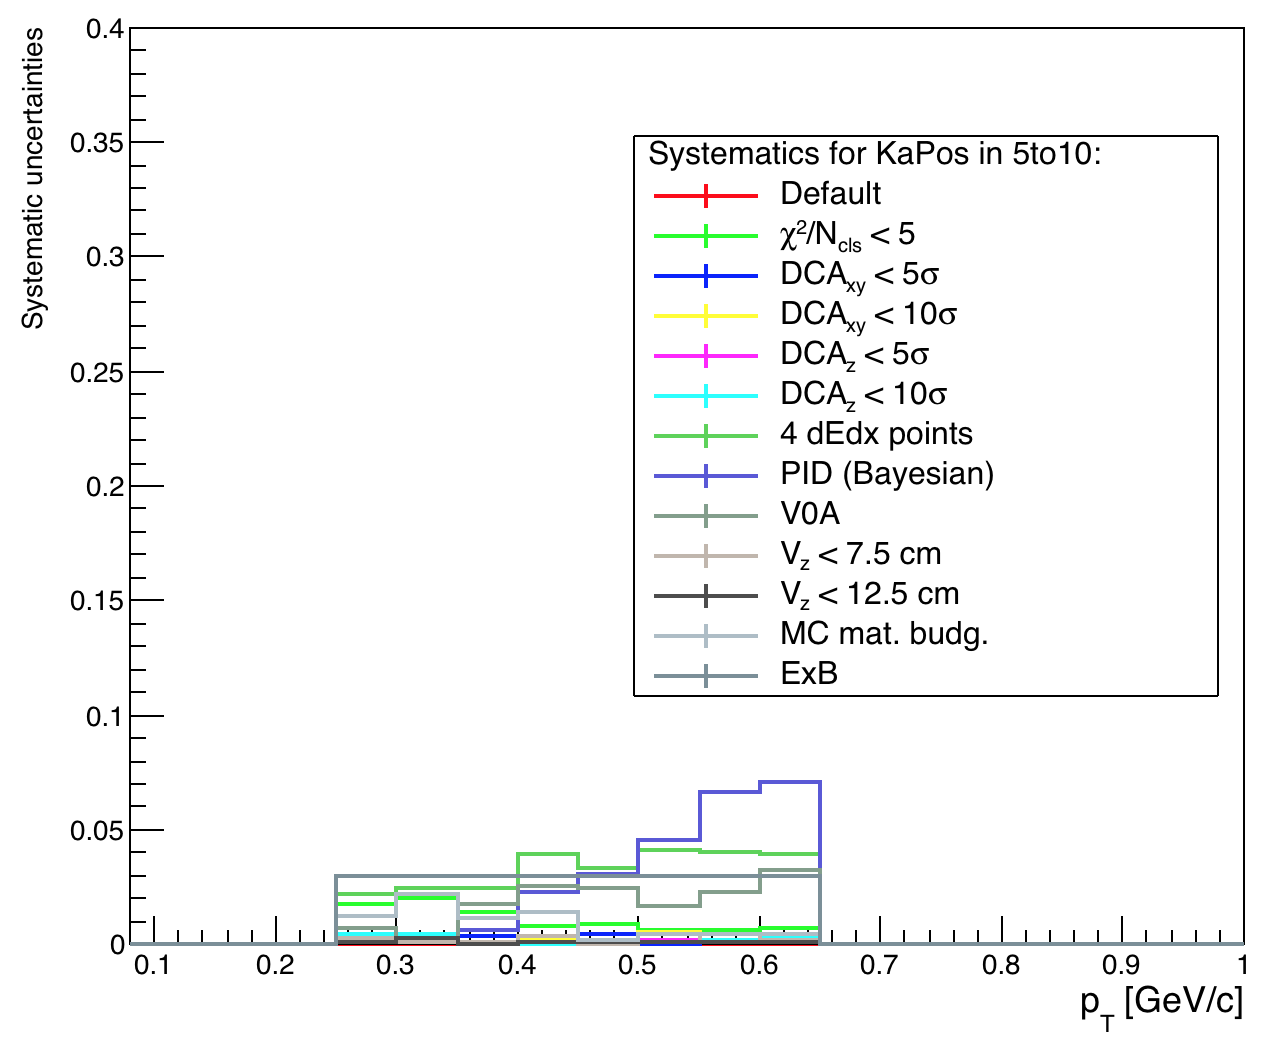 Systematic uncertainties
0.4
0.35
0.3
0.25
0.2
0.15
0.1
0.05
0
Systematics for KaPos in 5to10:
Default
χ²/N_cls < 5
DCA_xy < 5σ
DCA_xy < 10σ
DCA_z < 5σ
DCA_z < 10σ
4 dEdx points
PID (Bayesian)
V0A
V_z < 7.5 cm
V_z < 12.5 cm
MC mat. budg.
ExB
0.1 0.2 0.3 0.4 0.5 0.6 0.7 0.8 0.9 1
p_T [GeV/c]